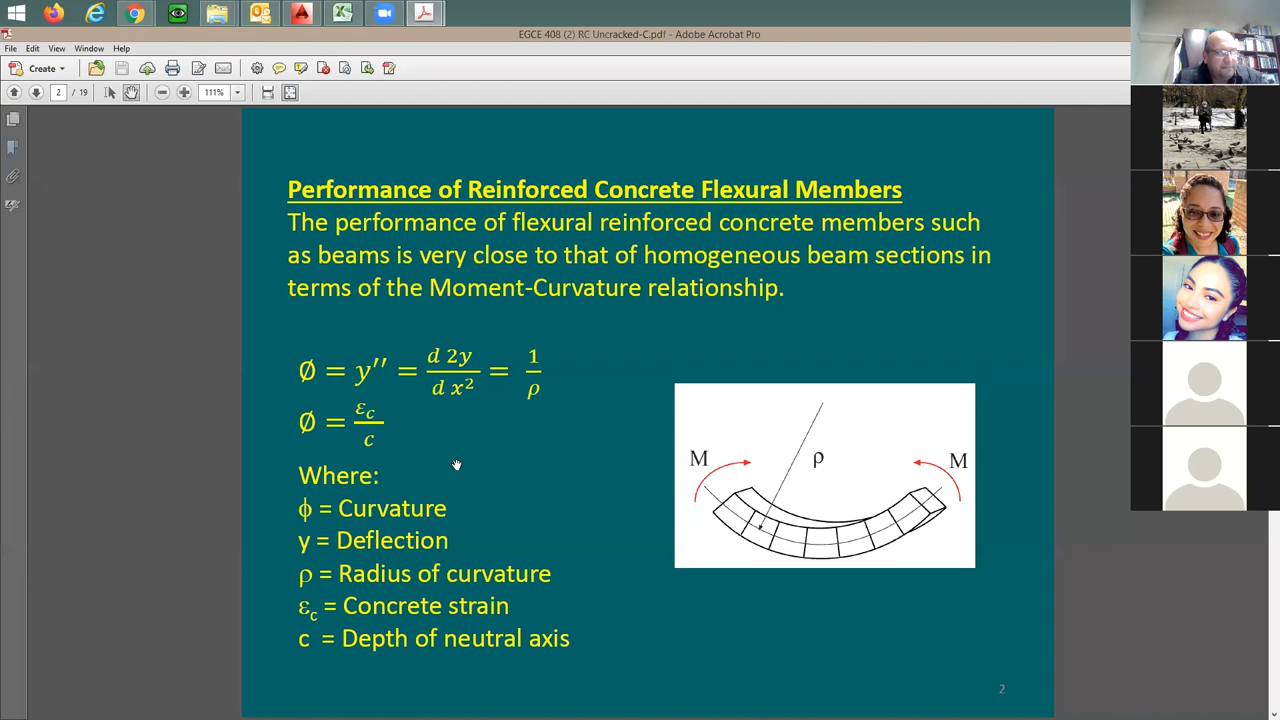 EGCE 408 (2) RC Uncracked-C.pdf - Adobe Acrobat Pro
File Edit View Window Help
Create
2 / 19 111%
Performance of Reinforced Concrete Flexural Members
The performance of flexural reinforced concrete members such
as beams is very close to that of homogeneous beam sections in
terms of the Moment-Curvature relationship.
∅ = y′′ = d 2y / d x² = 1 / ρ
∅ = εc / c
Where:
ϕ = Curvature
y = Deflection
ρ = Radius of curvature
εc = Concrete strain
c = Depth of neutral axis
M ρ M
2